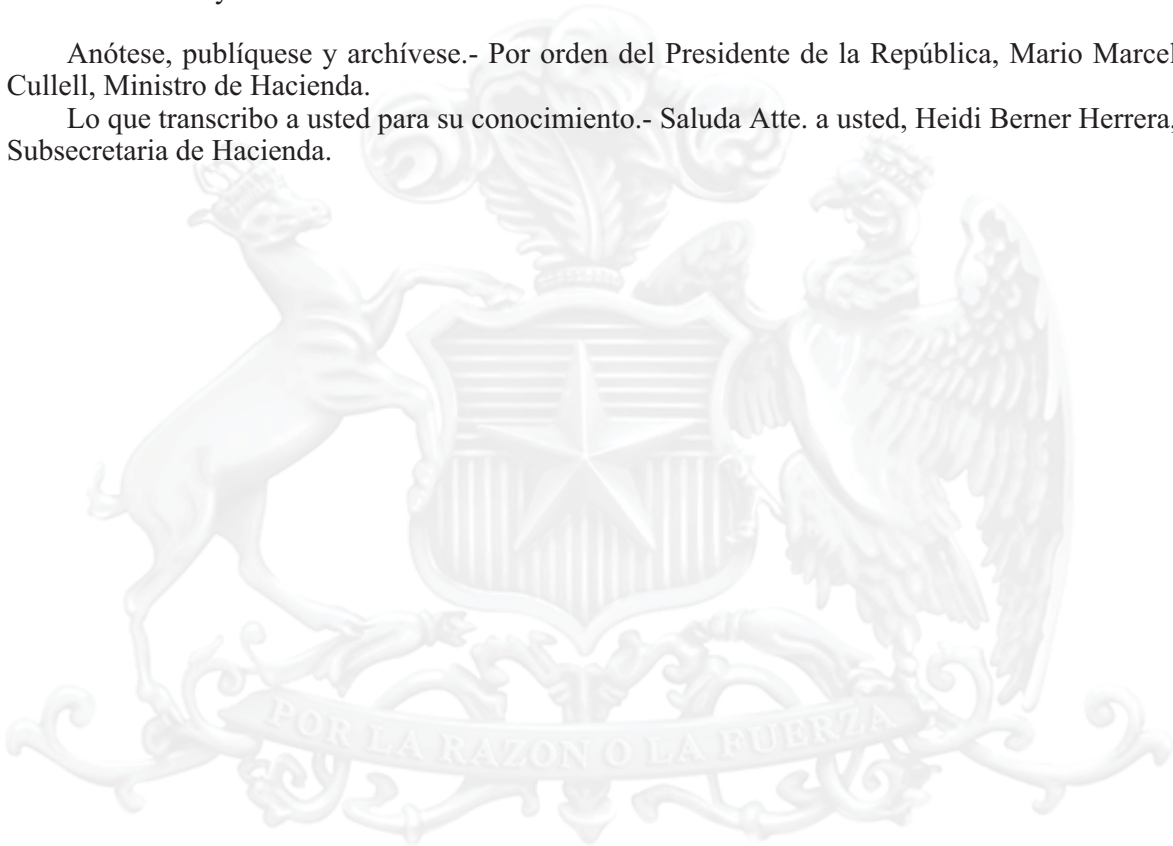 Anótese, publíquese y archívese.- Por orden del Presidente de la República, Mario Marcel
Cullell, Ministro de Hacienda.
Lo que transcribo a usted para su conocimiento.- Saluda Atte. a usted, Heidi Berner Herrera,
Subsecretaria de Hacienda.
POR LA RAZON O LA FUERZA